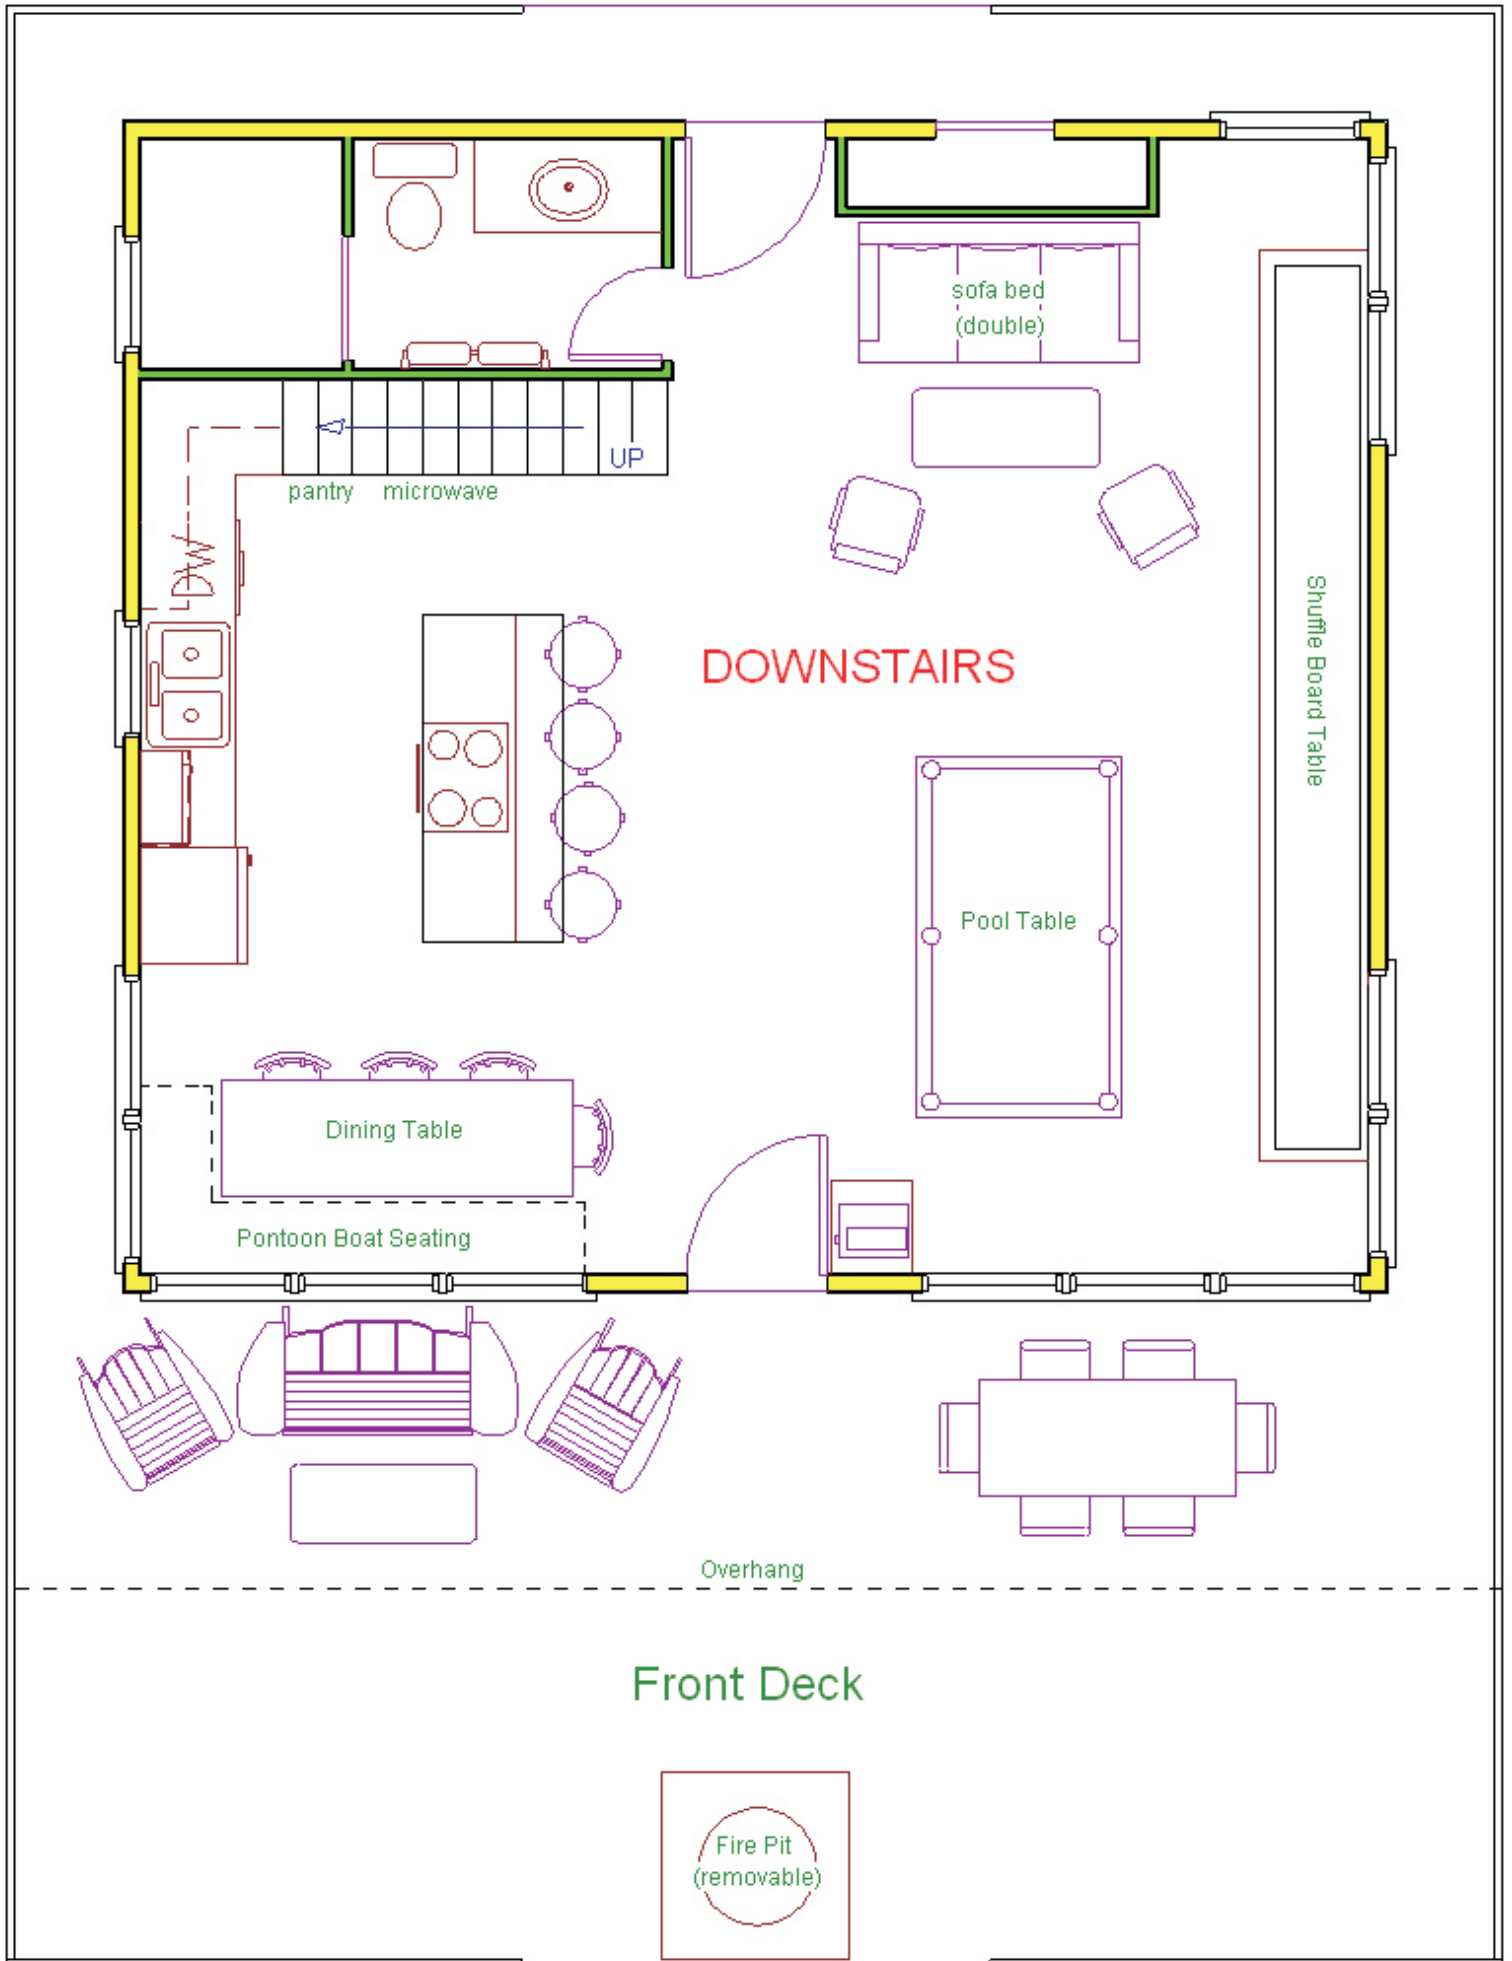 sofa bed
(double)
UP
pantry
microwave
DW
DOWNSTAIRS
Shuffle Board Table
Pool Table
Dining Table
Pontoon Boat Seating
Overhang
Front Deck
Fire Pit
(removable)